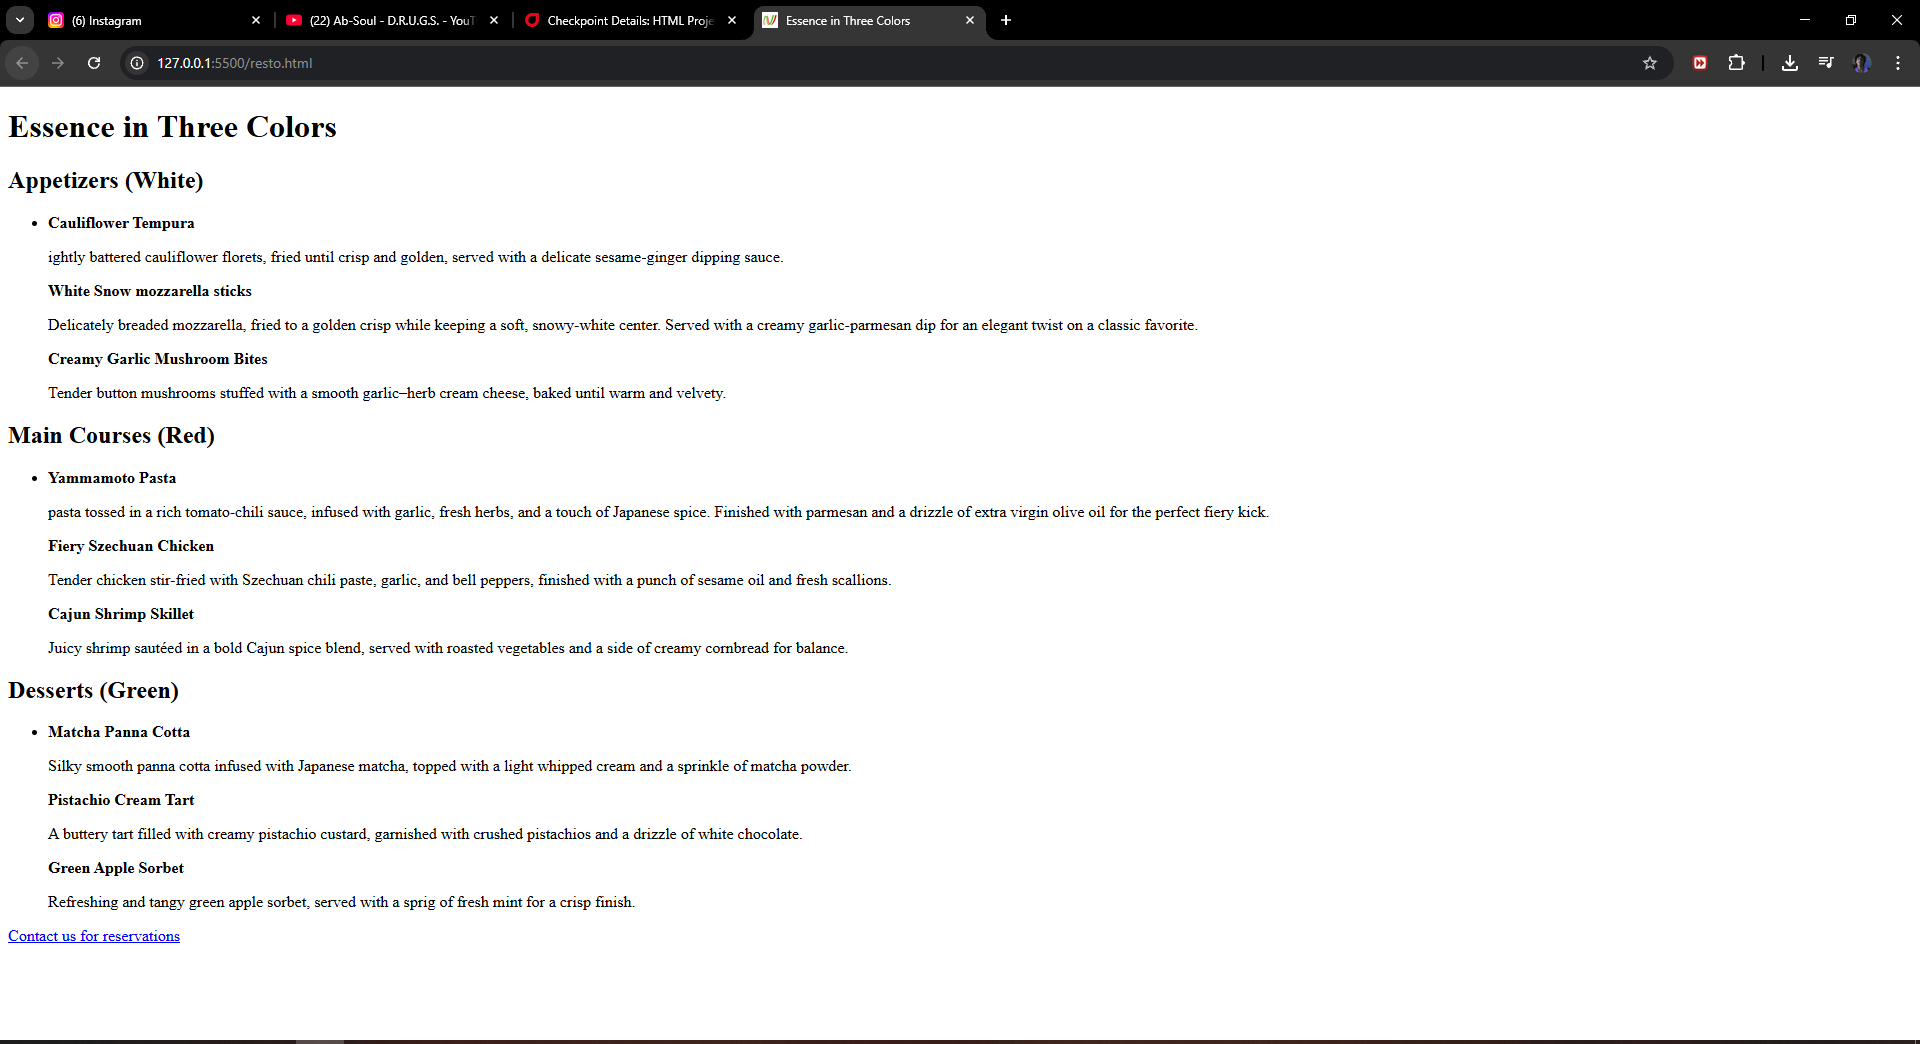 (6) Instagram
(22) Ab-Soul - D.R.U.G.S. - YouT
Checkpoint Details: HTML Proje
Essence in Three Colors
127.0.0.1:5500/resto.html
Essence in Three Colors
Appetizers (White)
• Cauliflower Tempura
ightly battered cauliflower florets, fried until crisp and golden, served with a delicate sesame-ginger dipping sauce.
White Snow mozzarella sticks
Delicately breaded mozzarella, fried to a golden crisp while keeping a soft, snowy-white center. Served with a creamy garlic-parmesan dip for an elegant twist on a classic favorite.
Creamy Garlic Mushroom Bites
Tender button mushrooms stuffed with a smooth garlic–herb cream cheese, baked until warm and velvety.
Main Courses (Red)
• Yammamoto Pasta
pasta tossed in a rich tomato-chili sauce, infused with garlic, fresh herbs, and a touch of Japanese spice. Finished with parmesan and a drizzle of extra virgin olive oil for the perfect fiery kick.
Fiery Szechuan Chicken
Tender chicken stir-fried with Szechuan chili paste, garlic, and bell peppers, finished with a punch of sesame oil and fresh scallions.
Cajun Shrimp Skillet
Juicy shrimp sautéed in a bold Cajun spice blend, served with roasted vegetables and a side of creamy cornbread for balance.
Desserts (Green)
• Matcha Panna Cotta
Silky smooth panna cotta infused with Japanese matcha, topped with a light whipped cream and a sprinkle of matcha powder.
Pistachio Cream Tart
A buttery tart filled with creamy pistachio custard, garnished with crushed pistachios and a drizzle of white chocolate.
Green Apple Sorbet
Refreshing and tangy green apple sorbet, served with a sprig of fresh mint for a crisp finish.
Contact us for reservations